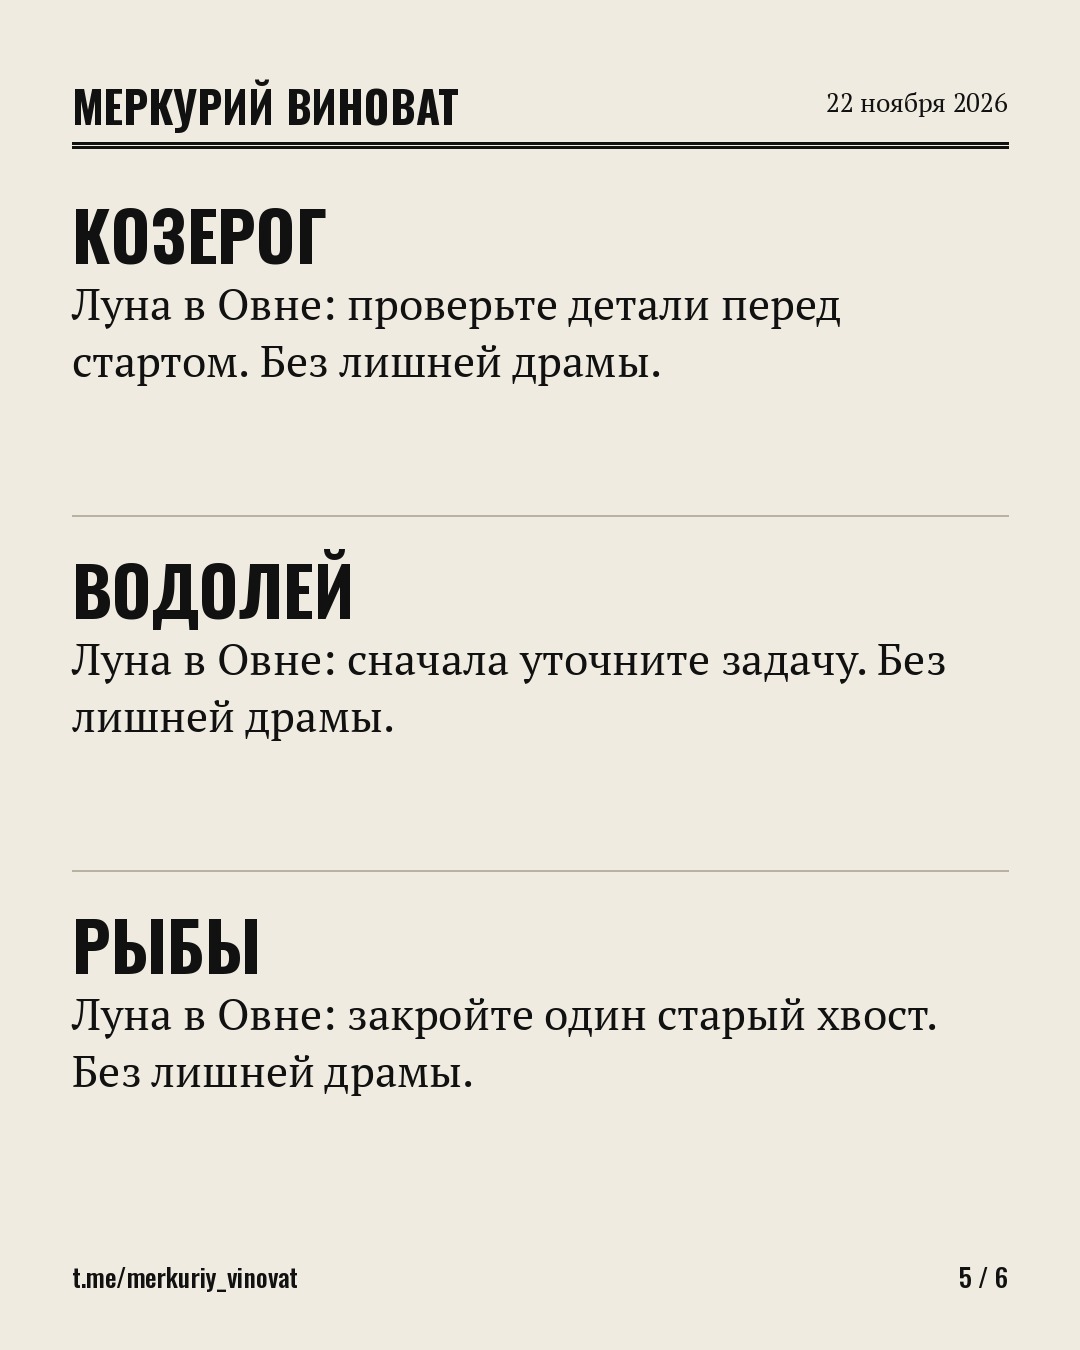 МЕРКУРИЙ ВИНОВАТ
22 ноября 2026
КОЗЕРОГ
Луна в Овне: проверьте детали перед
стартом. Без лишней драмы.
ВОДОЛЕЙ
Луна в Овне: сначала уточните задачу. Без
лишней драмы.
РЫБЫ
Луна в Овне: закройте один старый хвост.
Без лишней драмы.
t.me/merkuriy_vinovat
5 / 6